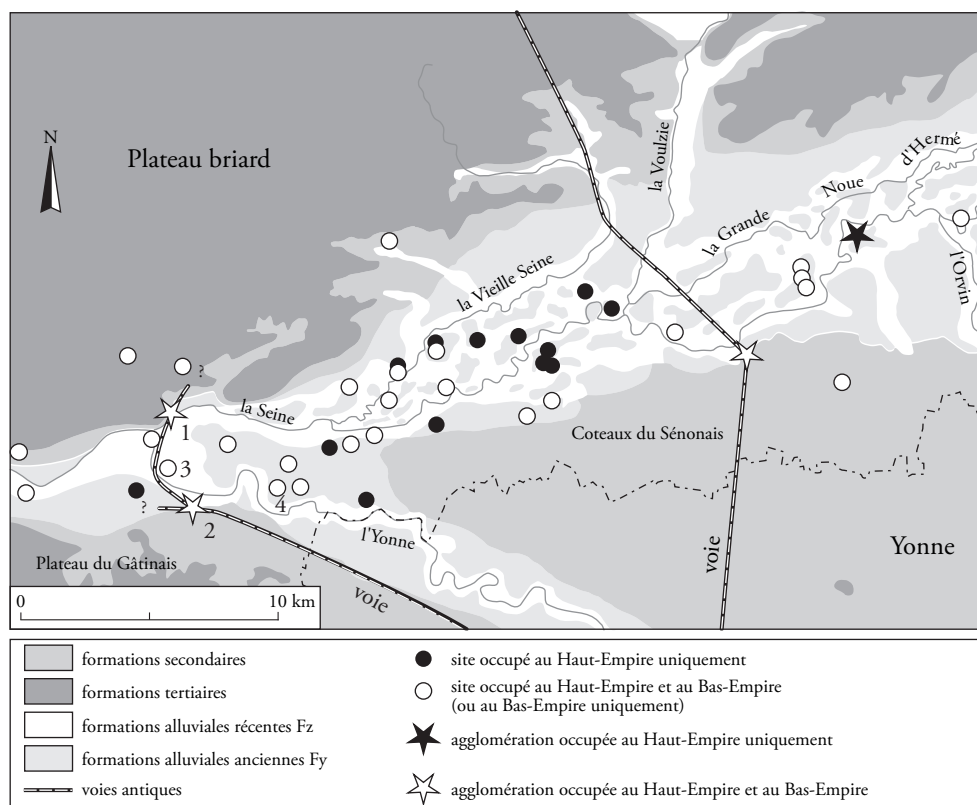 N
Plateau briard
la Voulzie
d'Hermé
Noue
la Grande
l'Orvin
la Vieille Seine
?
la Seine
1
Coteaux du Sénonais
3
4
?
2
l'Yonne
voie
Yonne
Plateau du Gâtinais
voie
0 10 km
formations secondaires
formations tertiaires
formations alluviales récentes Fz
formations alluviales anciennes Fy
voies antiques
site occupé au Haut-Empire uniquement
site occupé au Haut-Empire et au Bas-Empire
(ou au Bas-Empire uniquement)
agglomération occupée au Haut-Empire uniquement
agglomération occupée au Haut-Empire et au Bas-Empire